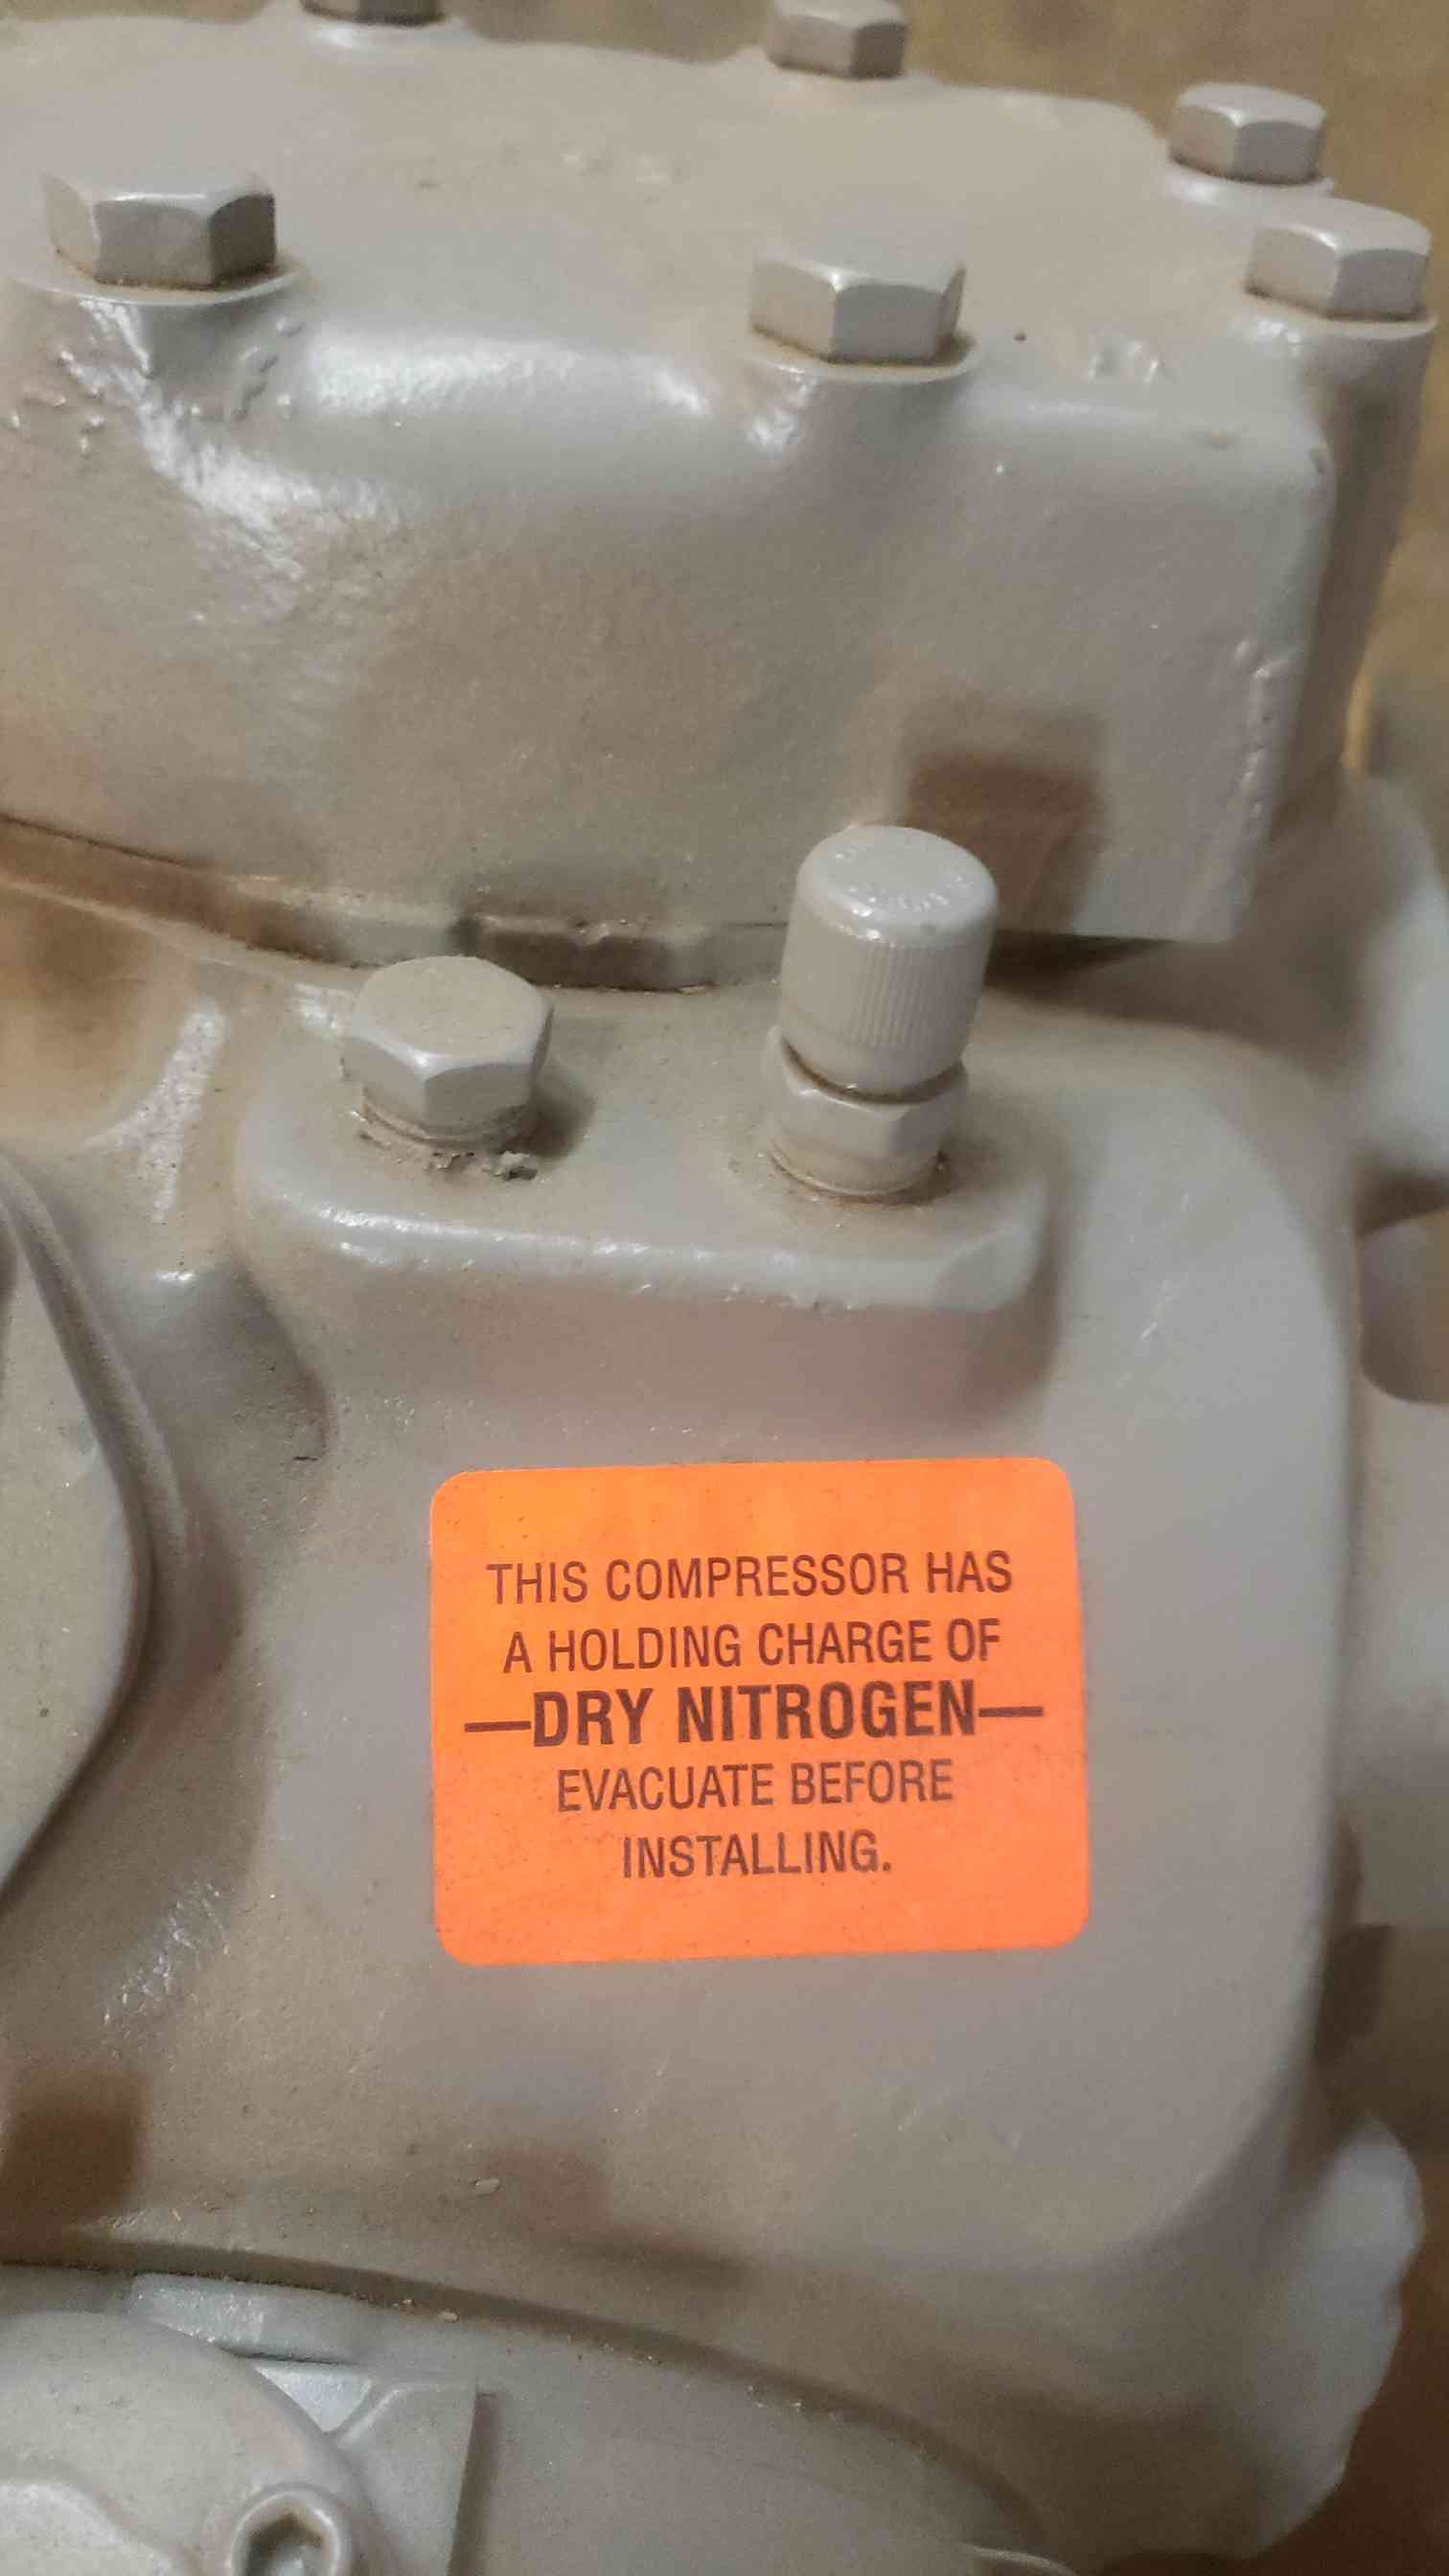 THIS COMPRESSOR HAS
A HOLDING CHARGE OF
—DRY NITROGEN—
EVACUATE BEFORE
INSTALLING.